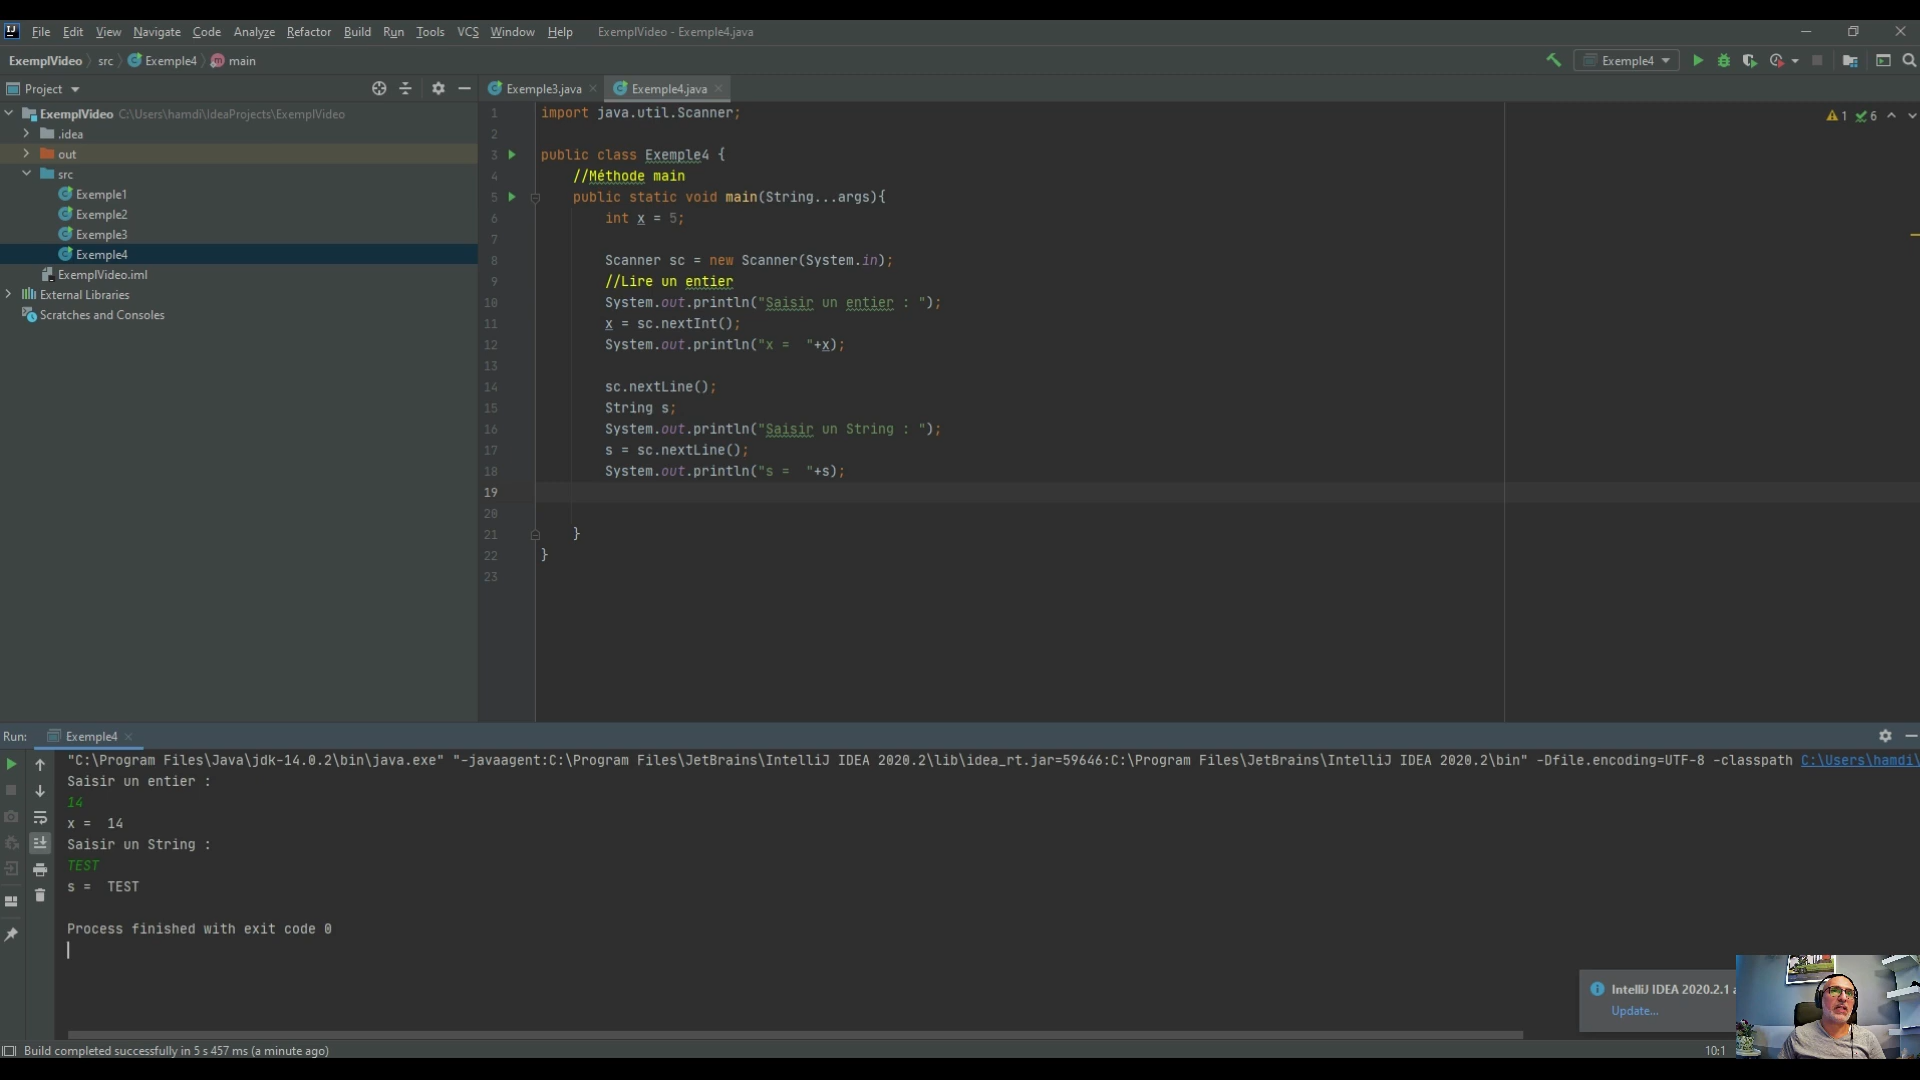 File Edit View Navigate Code Analyze Refactor Build Run Tools VCS Window Help ExemplVideo - Exemple4.java
ExemplVideo src Exemple4 main Exemple4
Project
Exemple3.java Exemple4.java
ExemplVideo C:\Users\hamdi\IdeaProjects\ExemplVideo
.idea
out
src
Exemple1
Exemple2
Exemple3
Exemple4
ExemplVideo.iml
External Libraries
Scratches and Consoles
1 import java.util.Scanner;
2
3 public class Exemple4 {
4 //Méthode main
5 public static void main(String...args){
6 int x = 5;
7
8 Scanner sc = new Scanner(System.in);
9 //Lire un entier
10 System.out.println("Saisir un entier : ");
11 x = sc.nextInt();
12 System.out.println("x =  "+x);
13
14 sc.nextLine();
15 String s;
16 System.out.println("Saisir un String : ");
17 s = sc.nextLine();
18 System.out.println("s =  "+s);
19
20
21 }
22 }
23
1 6
Run: Exemple4
"C:\Program Files\Java\jdk-14.0.2\bin\java.exe" "-javaagent:C:\Program Files\JetBrains\IntelliJ IDEA 2020.2\lib\idea_rt.jar=59646:C:\Program Files\JetBrains\IntelliJ IDEA 2020.2\bin" -Dfile.encoding=UTF-8 -classpath C:\Users\hamdi\
Saisir un entier :
14
x =  14
Saisir un String :
TEST
s =  TEST
Process finished with exit code 0
IntelliJ IDEA 2020.2.1 a
Update...
Build completed successfully in 5 s 457 ms (a minute ago)
10:1